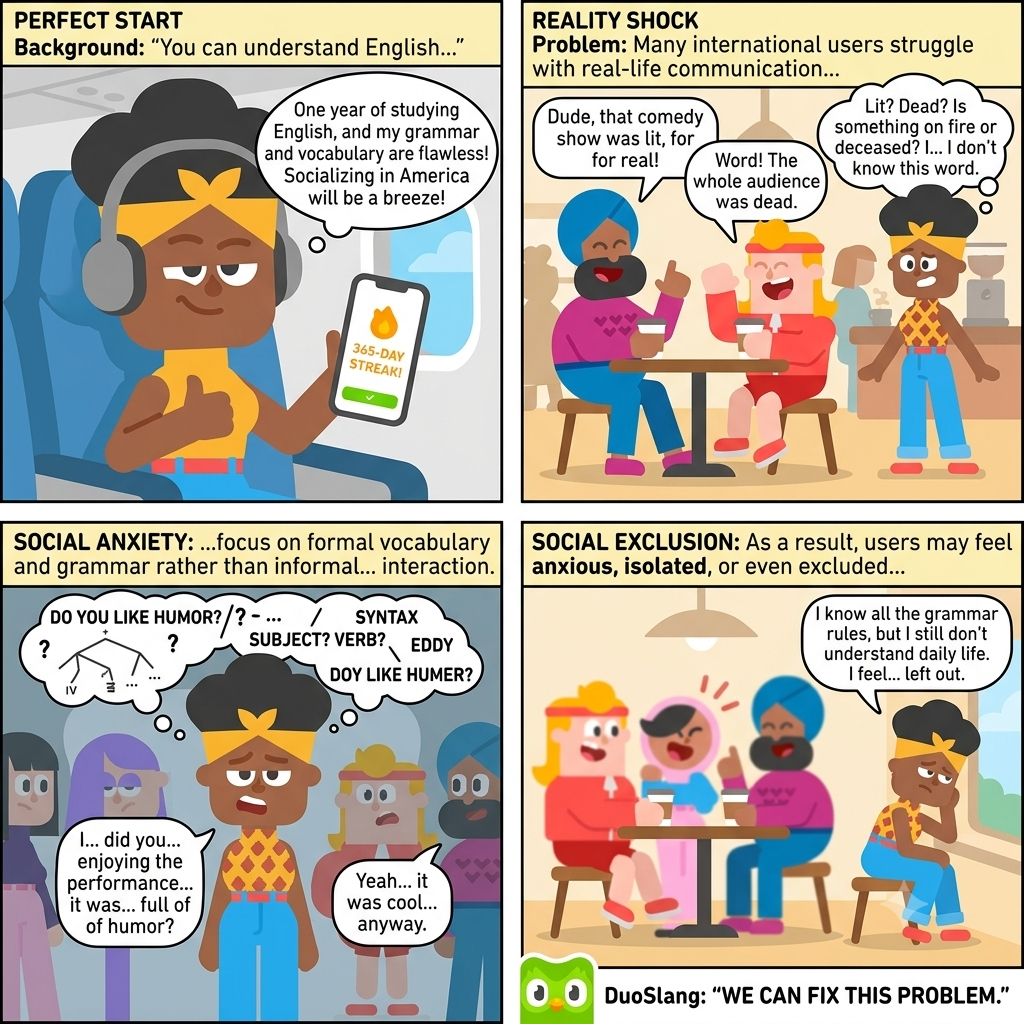 PERFECT START
Background: “You can understand English...”
One year of studying
English, and my grammar
and vocabulary are flawless!
Socializing in America
will be a breeze!
365-DAY
STREAK!
REALITY SHOCK
Problem: Many international users struggle
with real-life communication...
Dude, that comedy
show was lit, for
for real!
Word! The
whole audience
was dead.
Lit? Dead? Is
something on fire or
deceased? I... I don’t
know this word.
SOCIAL ANXIETY: ...focus on formal vocabulary
and grammar rather than informal... interaction.
DO YOU LIKE HUMOR? /? - ... / SYNTAX
? ? SUBJECT? VERB? \ EDDY
IV ... ...
DOY LIKE HUMER?
I... did you...
enjoying the
performance...
it was... full of
of humor?
Yeah... it
was cool...
anyway.
SOCIAL EXCLUSION: As a result, users may feel
anxious, isolated, or even excluded...
I know all the grammar
rules, but I still don’t
understand daily life.
I feel... left out.
DuoSlang: “WE CAN FIX THIS PROBLEM.”